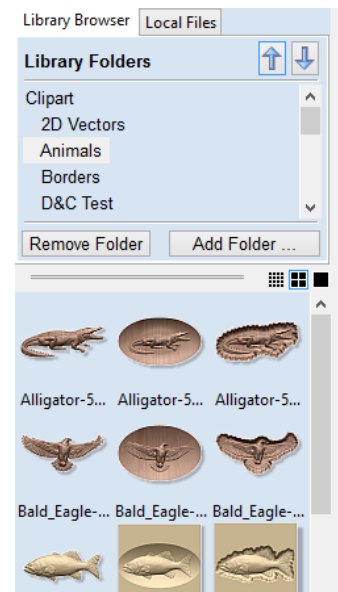 Library Browser Local Files
Library Folders
Clipart
2D Vectors
Animals
Borders
D&C Test
Remove Folder Add Folder ...
Alligator-5... Alligator-5... Alligator-5...
Bald_Eagle-... Bald_Eagle-... Bald_Eagle-...